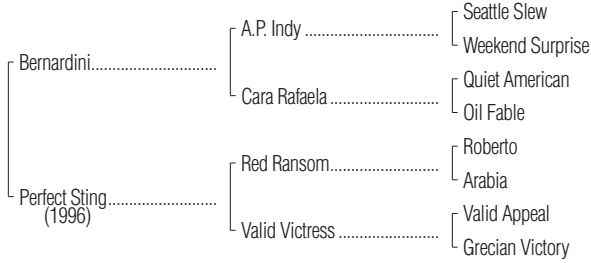 Seattle Slew
A.P. Indy ..............................
Weekend Surprise
Bernardini...............................
Quiet American
Cara Rafaela ........................
Oil Fable
Roberto
Red Ransom........................
Arabia
Perfect Sting...........................
(1996)
Valid Appeal
Valid Victress ......................
Grecian Victory